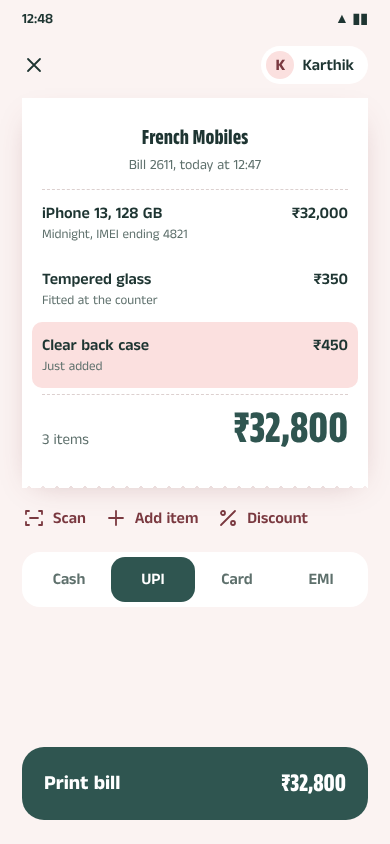 12:48
K Karthik
French Mobiles
Bill 2611, today at 12:47
iPhone 13, 128 GB ₹32,000
Midnight, IMEI ending 4821
Tempered glass ₹350
Fitted at the counter
Clear back case ₹450
Just added
3 items ₹32,800
Scan Add item Discount
Cash UPI Card EMI
Print bill ₹32,800